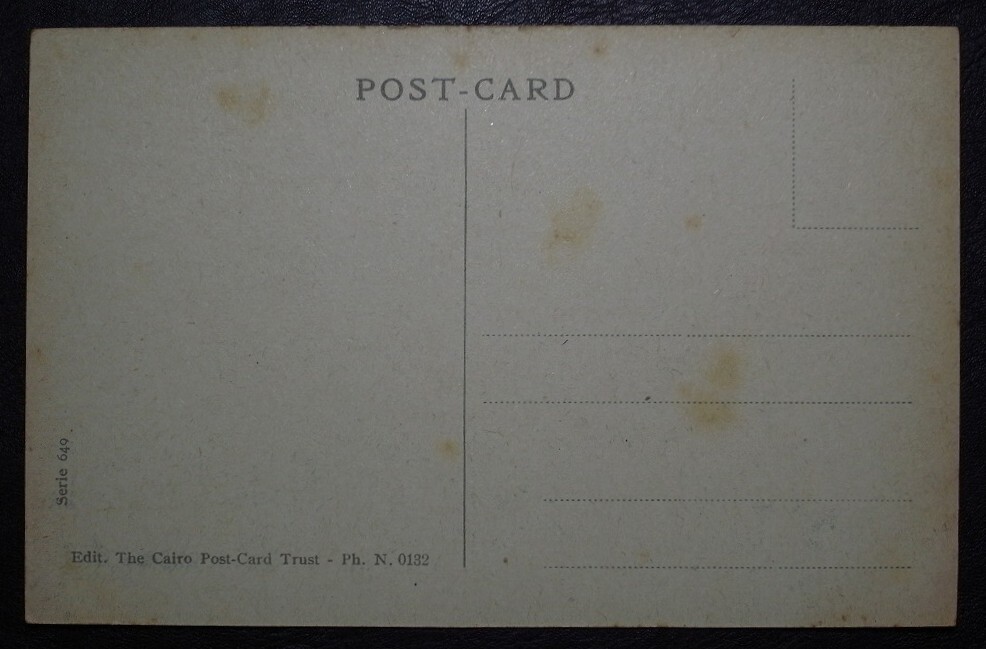 POST-CARD
Serie 649.
Edit. The Cairo Post-Card Trust - Ph. N. 0132